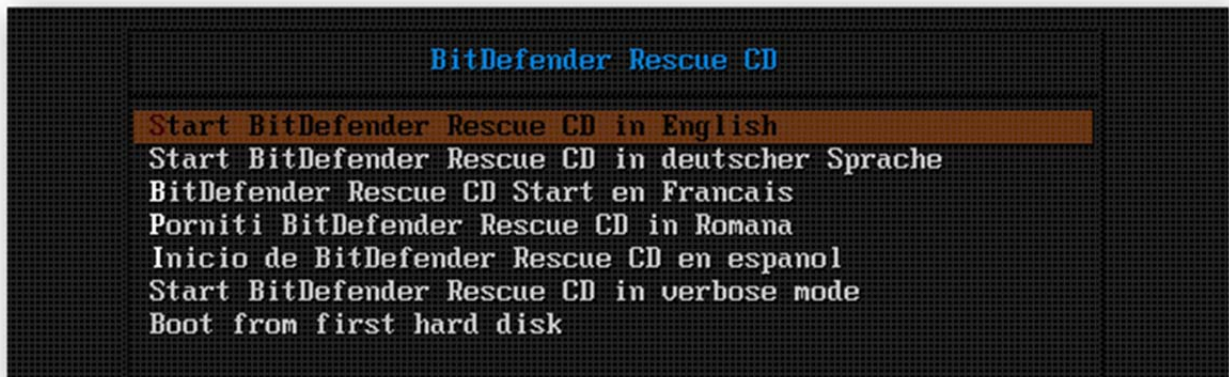 BitDefender Rescue CD
Start BitDefender Rescue CD in English
Start BitDefender Rescue CD in deutscher Sprache
BitDefender Rescue CD Start en Francais
Porniti BitDefender Rescue CD in Romana
Inicio de BitDefender Rescue CD en espanol
Start BitDefender Rescue CD in verbose mode
Boot from first hard disk